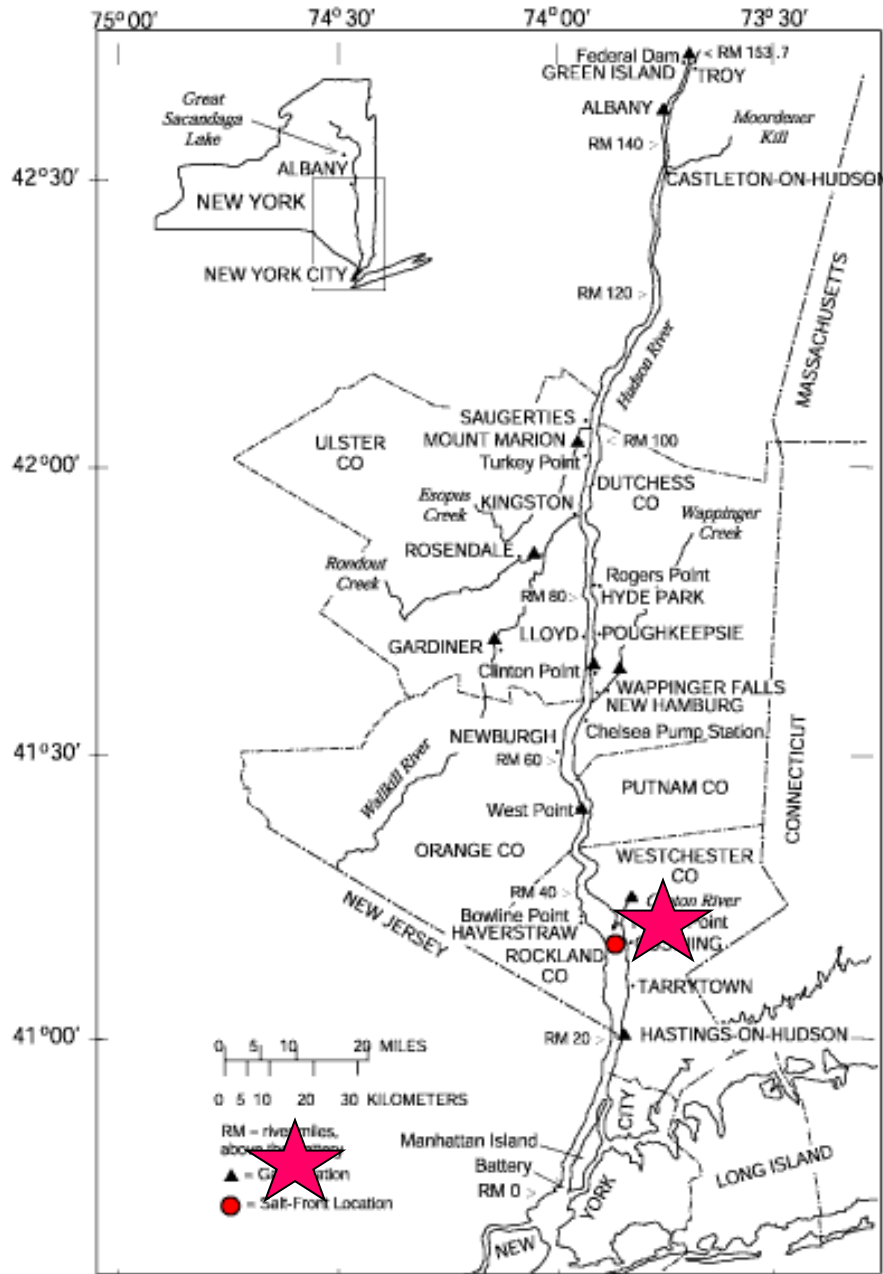 75°00'
74°30'
74°00'
73°30'
Federal Dam
< RM 153.7
GREEN ISLAND
TROY
ALBANY
Moordener
Kill
RM 140 >
CASTLETON-ON-HUDSON
Great
Sacandaga
Lake
ALBANY
NEW YORK
NEW YORK CITY
42°30'
RM 120 >
MASSACHUSETTS
Hudson River
SAUGERTIES
MOUNT MARION
< RM 100
Turkey Point
ULSTER
CO
42°00'
DUTCHESS
CO
Esopus
Creek
KINGSTON
Wappinger
Creek
ROSENDALE
Rondout
Creek
Rogers Point
RM 80 >
HYDE PARK
LLOYD
POUGHKEEPSIE
GARDINER
Clinton Point
WAPPINGER FALLS
NEW HAMBURG
NEWBURGH
Chelsea Pump Station
41°30'
RM 60 >
Wallkill River
CONNECTICUT
PUTNAM CO
West Point
ORANGE CO
WESTCHESTER
CO
RM 40 >
River
NEW JERSEY
Bowline Point
Point
HAVERSTRAW
ROCKLAND
CO
TARRYTOWN
41°00'
RM 20 >
HASTINGS-ON-HUDSON
0 5 10 20 MILES
0 5 10 20 30 KILOMETERS
RM = river miles,
▲ =
= Salt-Front Location
Manhattan Island
Battery
RM 0 >
NEW
YORK
CITY
LONG ISLAND